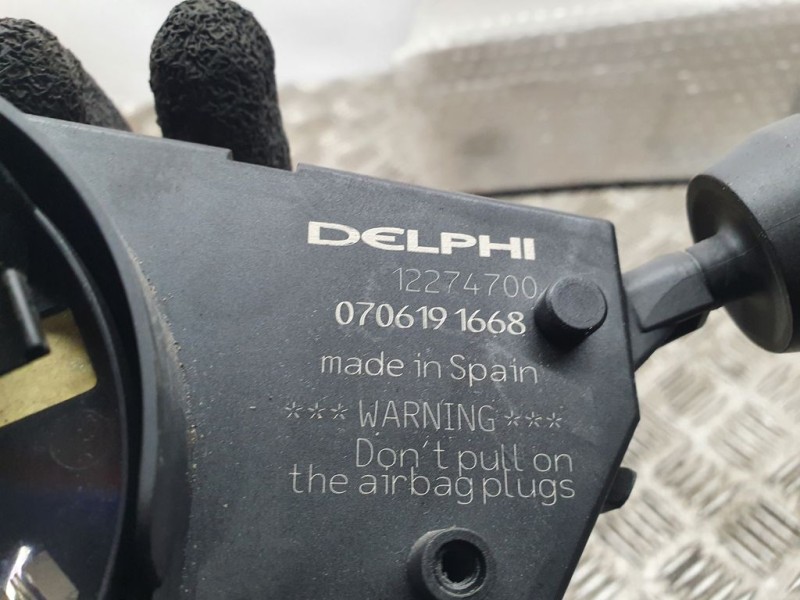 DELPHI
12274700
070619 1668
made in Spain
*** WARNING ***
Don't pull on
the airbag plugs